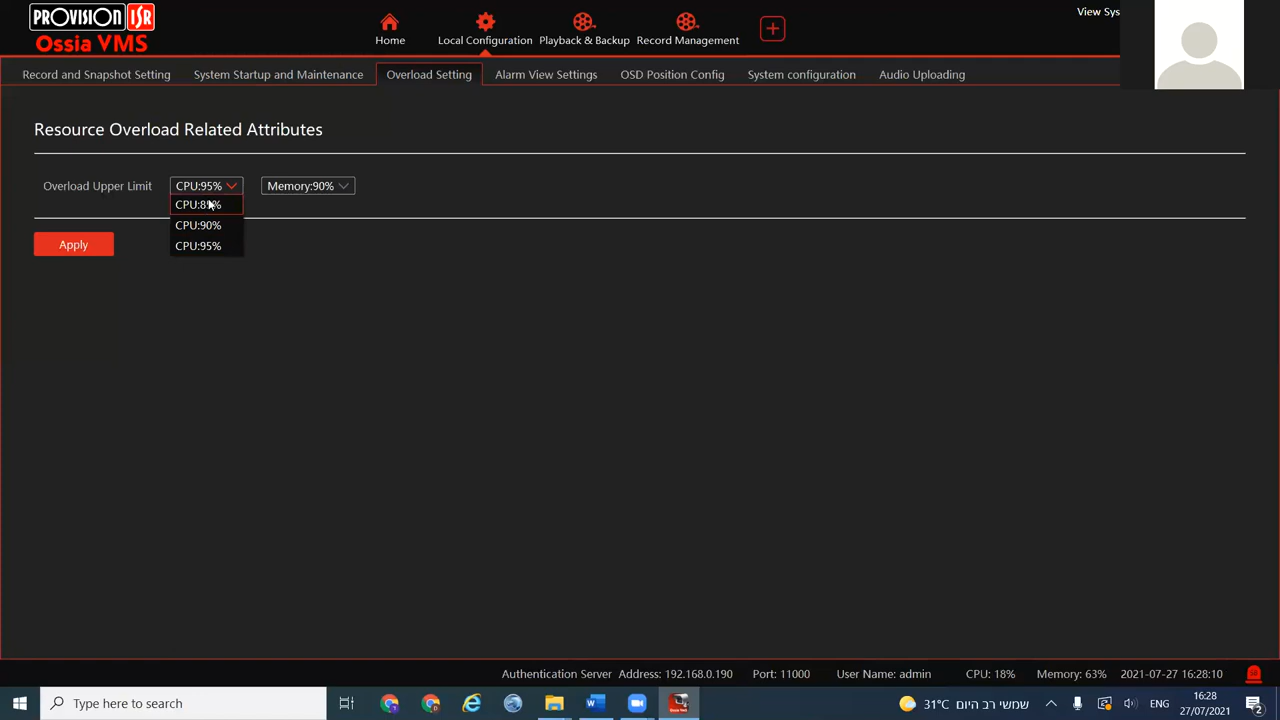 PROVISION ISR
Ossia VMS
Home
Local Configuration
Playback & Backup
Record Management
View Sys
Record and Snapshot Setting
System Startup and Maintenance
Overload Setting
Alarm View Settings
OSD Position Config
System configuration
Audio Uploading
Resource Overload Related Attributes
Overload Upper Limit
CPU:95%
Memory:90%
CPU:85%
CPU:90%
CPU:95%
Apply
Authentication Server Address: 192.168.0.190 Port: 11000 User Name: admin CPU: 18% Memory: 63% 2021-07-27 16:28:10
Type here to search
31°C שמשי רב היום
ENG
16:28
27/07/2021
2